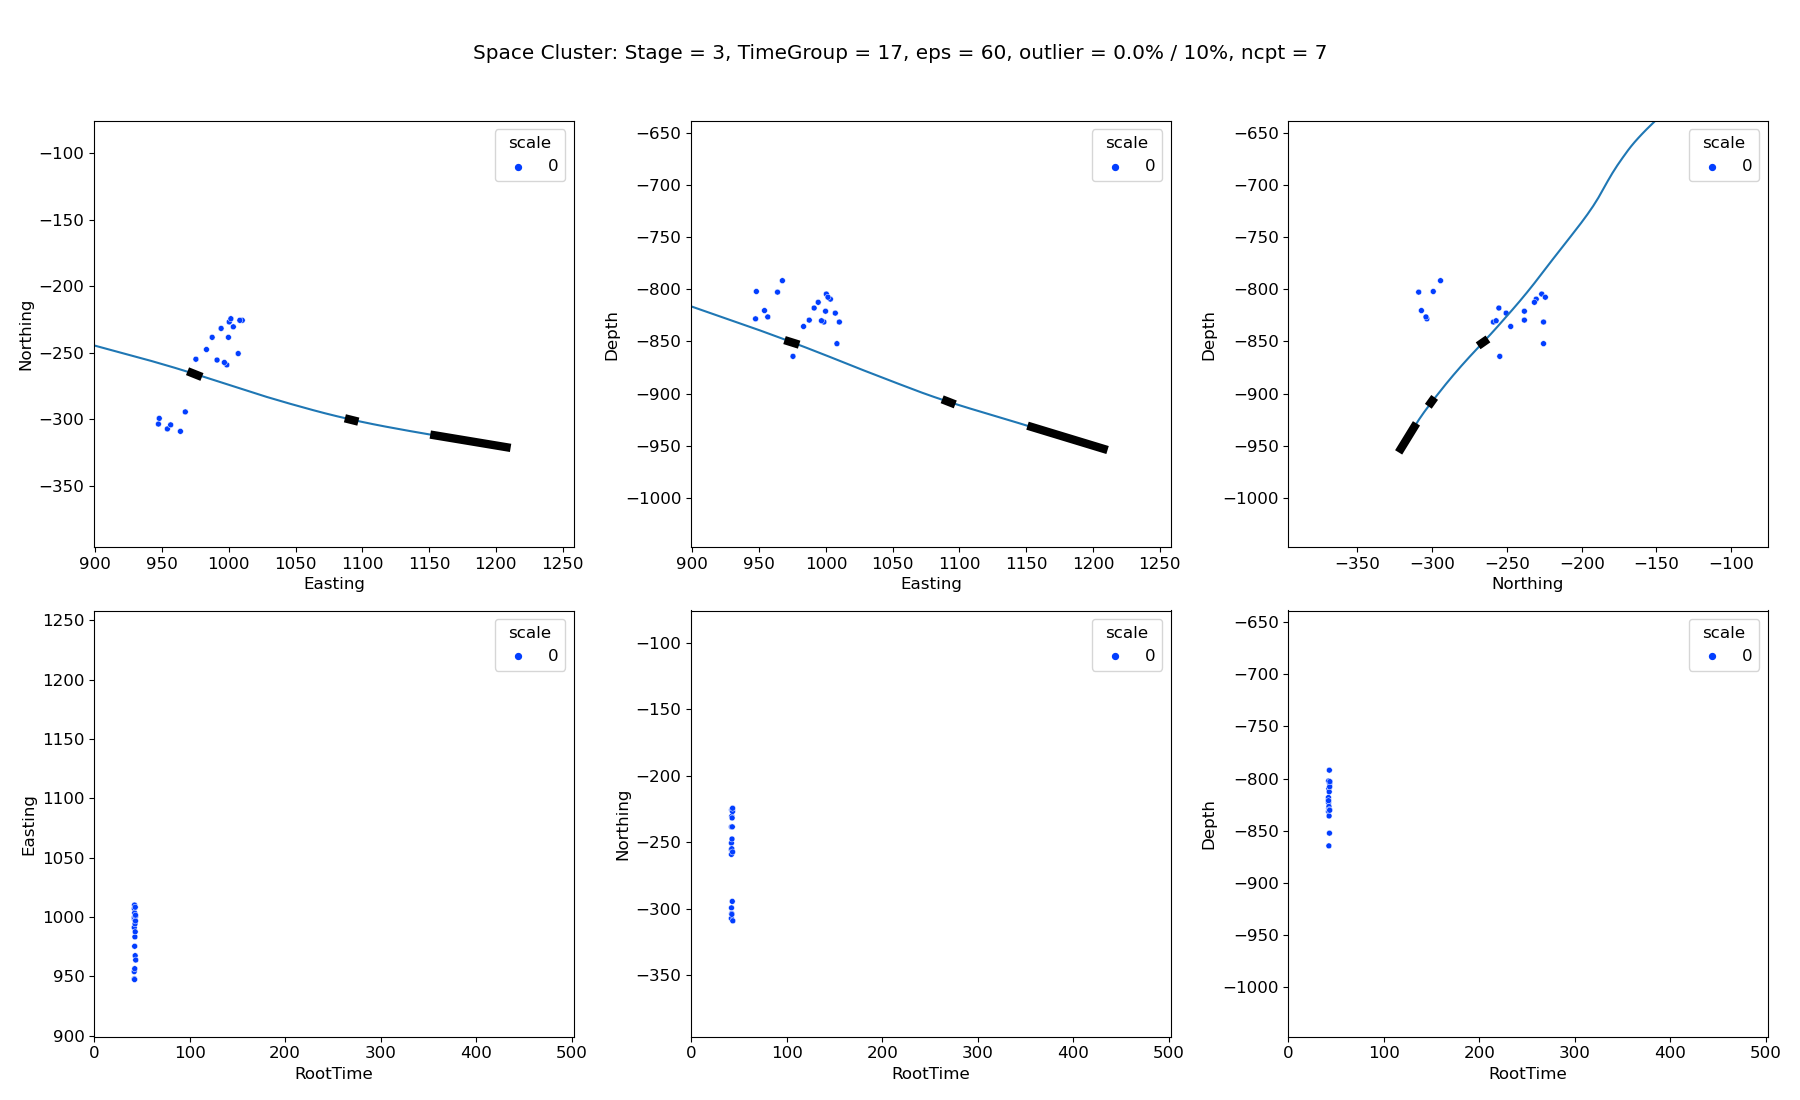 Space Cluster: Stage = 3, TimeGroup = 17, eps = 60, outlier = 0.0% / 10%, ncpt = 7
scale
0
−100
−150
−200
−250
−300
−350
Northing
900 950 1000 1050 1100 1150 1200 1250
Easting
scale
0
−650
−700
−750
−800
−850
−900
−950
−1000
Depth
900 950 1000 1050 1100 1150 1200 1250
Easting
scale
0
−650
−700
−750
−800
−850
−900
−950
−1000
Depth
−350 −300 −250 −200 −150 −100
Northing
scale
0
1250
1200
1150
1100
1050
1000
950
900
Easting
0 100 200 300 400 500
RootTime
scale
0
−100
−150
−200
−250
−300
−350
Northing
0 100 200 300 400 500
RootTime
scale
0
−650
−700
−750
−800
−850
−900
−950
−1000
Depth
0 100 200 300 400 500
RootTime